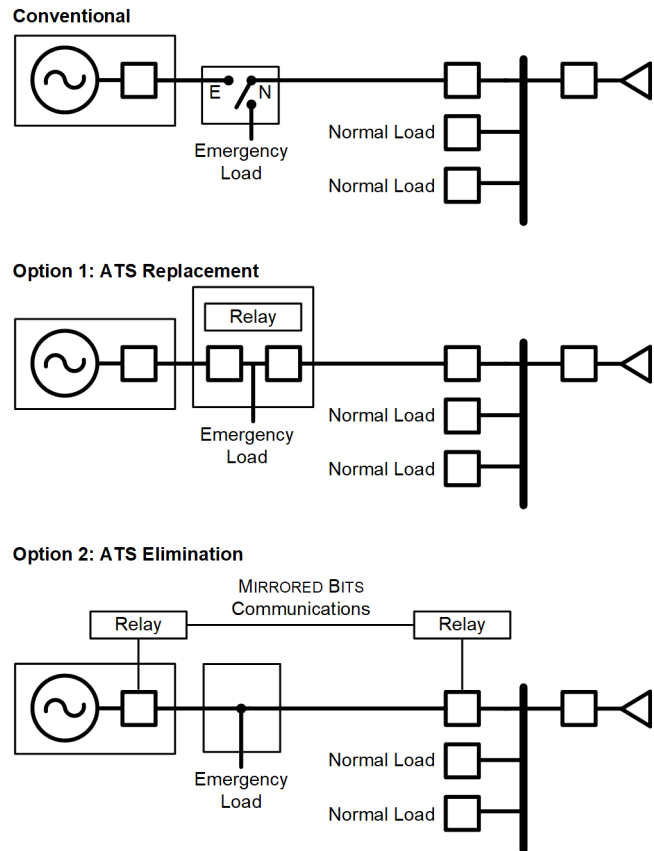 Conventional
E
N
Emergency
Load
Normal Load
Normal Load
Option 1: ATS Replacement
Relay
Emergency
Load
Normal Load
Normal Load
Option 2: ATS Elimination
MIRRORED BITS
Communications
Relay
Relay
Emergency
Load
Normal Load
Normal Load